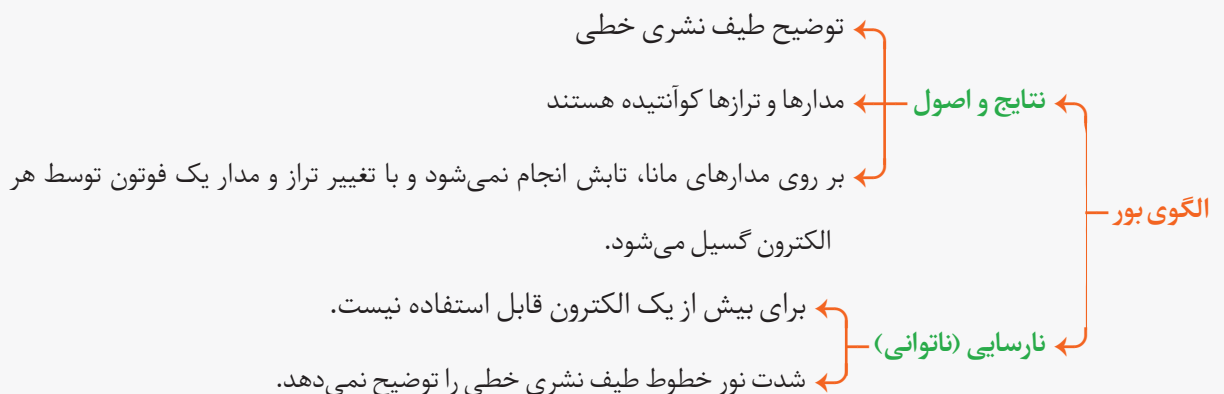 الگوی بور
نتایج و اصول
توضیح طیف نشری خطی
مدارها و ترازها کوآنتیده هستند
بر روی مدارهای مانا، تابش انجام نمی‌شود و با تغییر تراز و مدار یک فوتون توسط هر
الکترون گسیل می‌شود.
نارسایی (ناتوانی)
برای بیش از یک الکترون قابل استفاده نیست.
شدت نور خطوط طیف نشری خطی را توضیح نمی‌دهد.